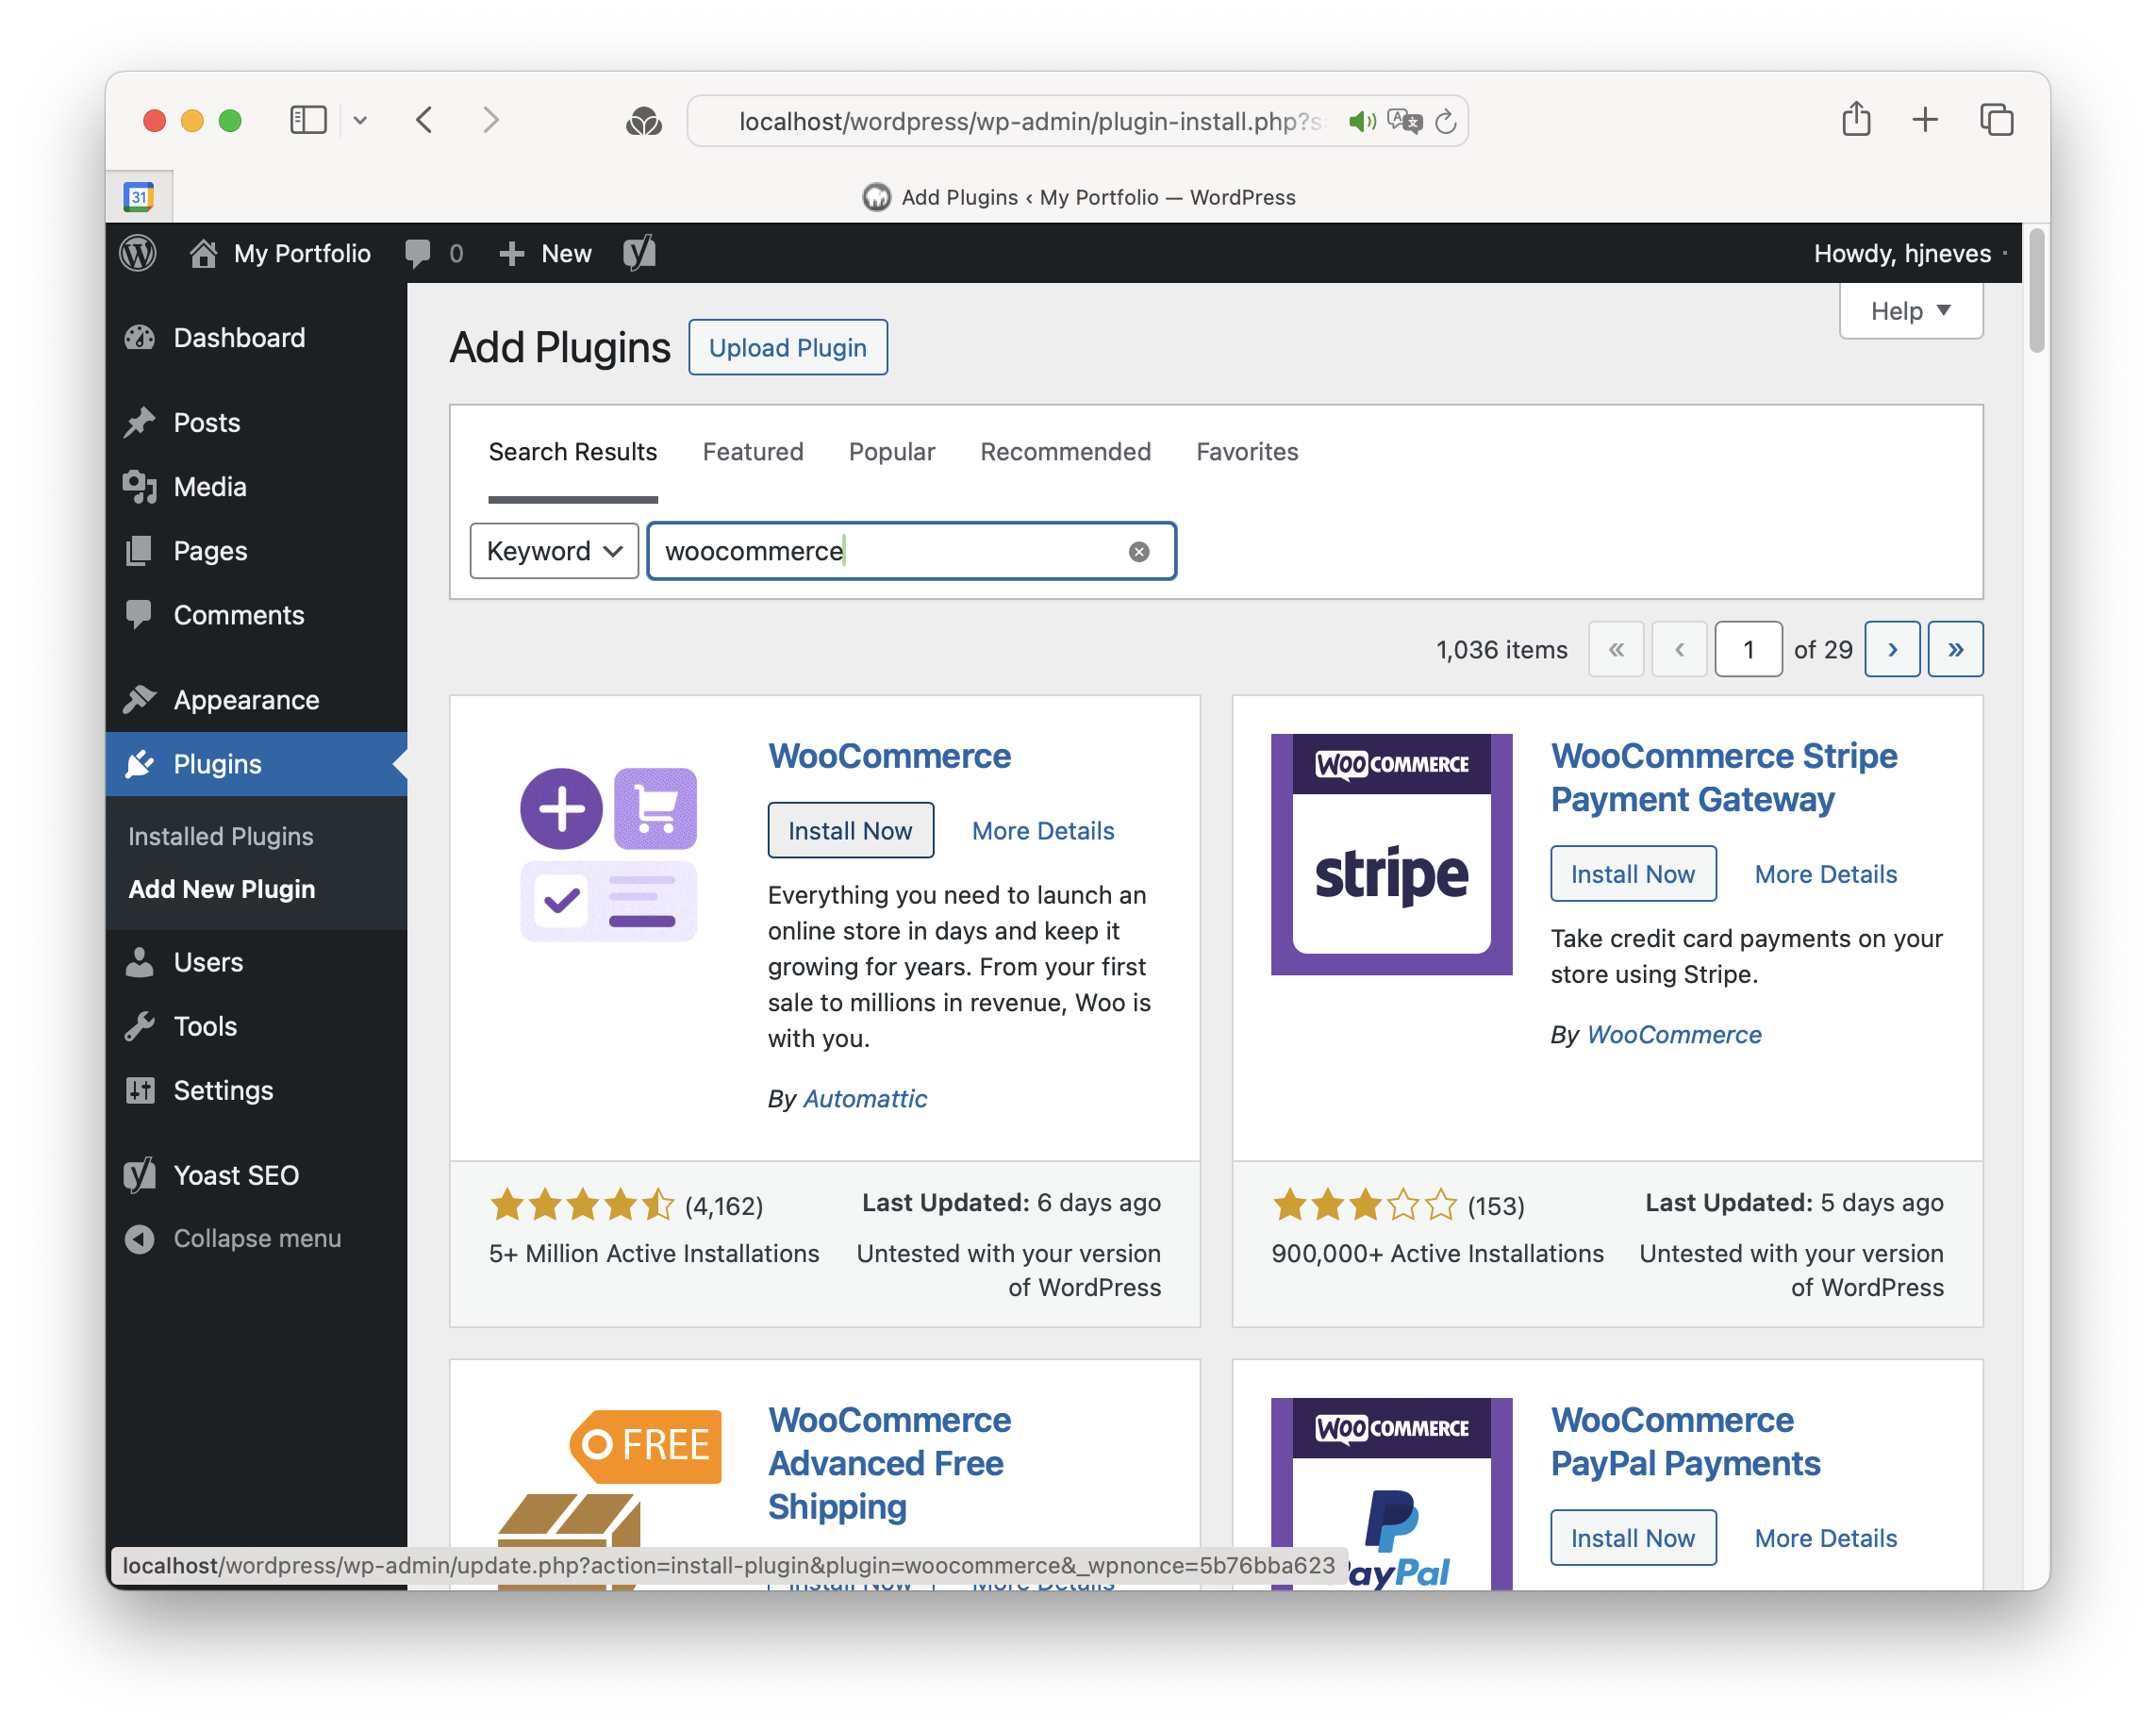 localhost/wordpress/wp-admin/plugin-install.php?s
31
Add Plugins ‹ My Portfolio — WordPress
My Portfolio
0
New
Howdy, hjneves
Dashboard
Posts
Media
Pages
Comments
Appearance
Plugins
Installed Plugins
Add New Plugin
Users
Tools
Settings
Yoast SEO
Collapse menu
Help
Add Plugins
Upload Plugin
Search Results
Featured
Popular
Recommended
Favorites
Keyword
woocommerce
1,036 items
«
‹
1
of 29
›
»
WooCommerce
Install Now
More Details
Everything you need to launch an
online store in days and keep it
growing for years. From your first
sale to millions in revenue, Woo is
with you.
By Automattic
(4,162)
Last Updated: 6 days ago
5+ Million Active Installations
Untested with your version
of WordPress
WOO COMMERCE
stripe
WooCommerce Stripe
Payment Gateway
Install Now
More Details
Take credit card payments on your
store using Stripe.
By WooCommerce
(153)
Last Updated: 5 days ago
900,000+ Active Installations
Untested with your version
of WordPress
FREE
WooCommerce
Advanced Free
Shipping
Install Now
More Details
WOO COMMERCE
PayPal
WooCommerce
PayPal Payments
Install Now
More Details
localhost/wordpress/wp-admin/update.php?action=install-plugin&plugin=woocommerce&_wpnonce=5b76bba623